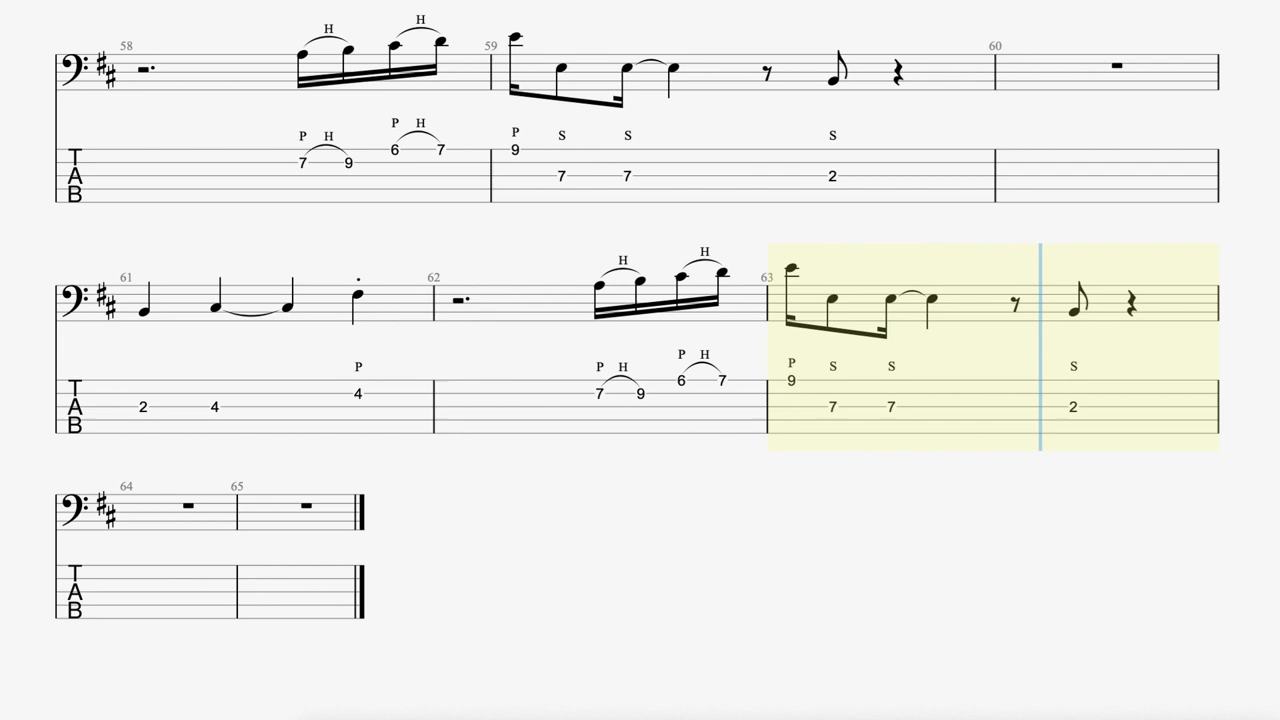 H H
58 59 60
P H P H P S S S
T 7 9 6 7 9 7 7 2
A
B
H H
61 62 63
P P H P H P S S S
T 2 4 4 7 9 6 7 9 7 7 2
A
B
64 65
T
A
B